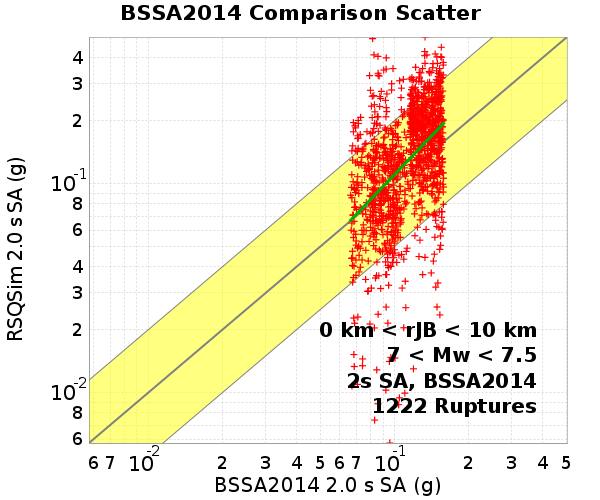 BSSA2014 Comparison Scatter
RSQSim 2.0 s SA (g)
4
3
2
10-1
8
6
4
3
2
10-2
8
6
0 km < rJB < 10 km
7 < Mw < 7.5
2s SA, BSSA2014
1222 Ruptures
6 7 10-2 2 3 4 5 6 7 10-1 2 3 4 5
BSSA2014 2.0 s SA (g)